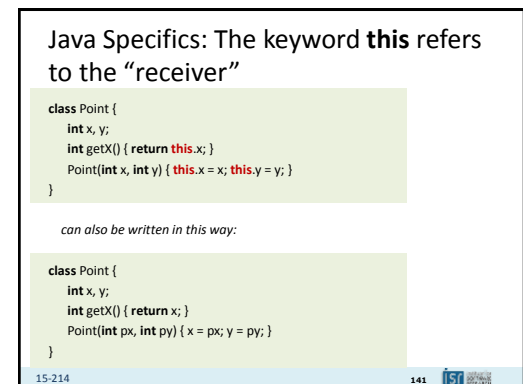 Java Specifics: The keyword this refers
to the “receiver”
class Point {
int x, y;
int getX() { return this.x; }
Point(int x, int y) { this.x = x; this.y = y; }
}
can also be written in this way:
class Point {
int x, y;
int getX() { return x; }
Point(int px, int py) { x = px; y = py; }
}
15-214
141
isr